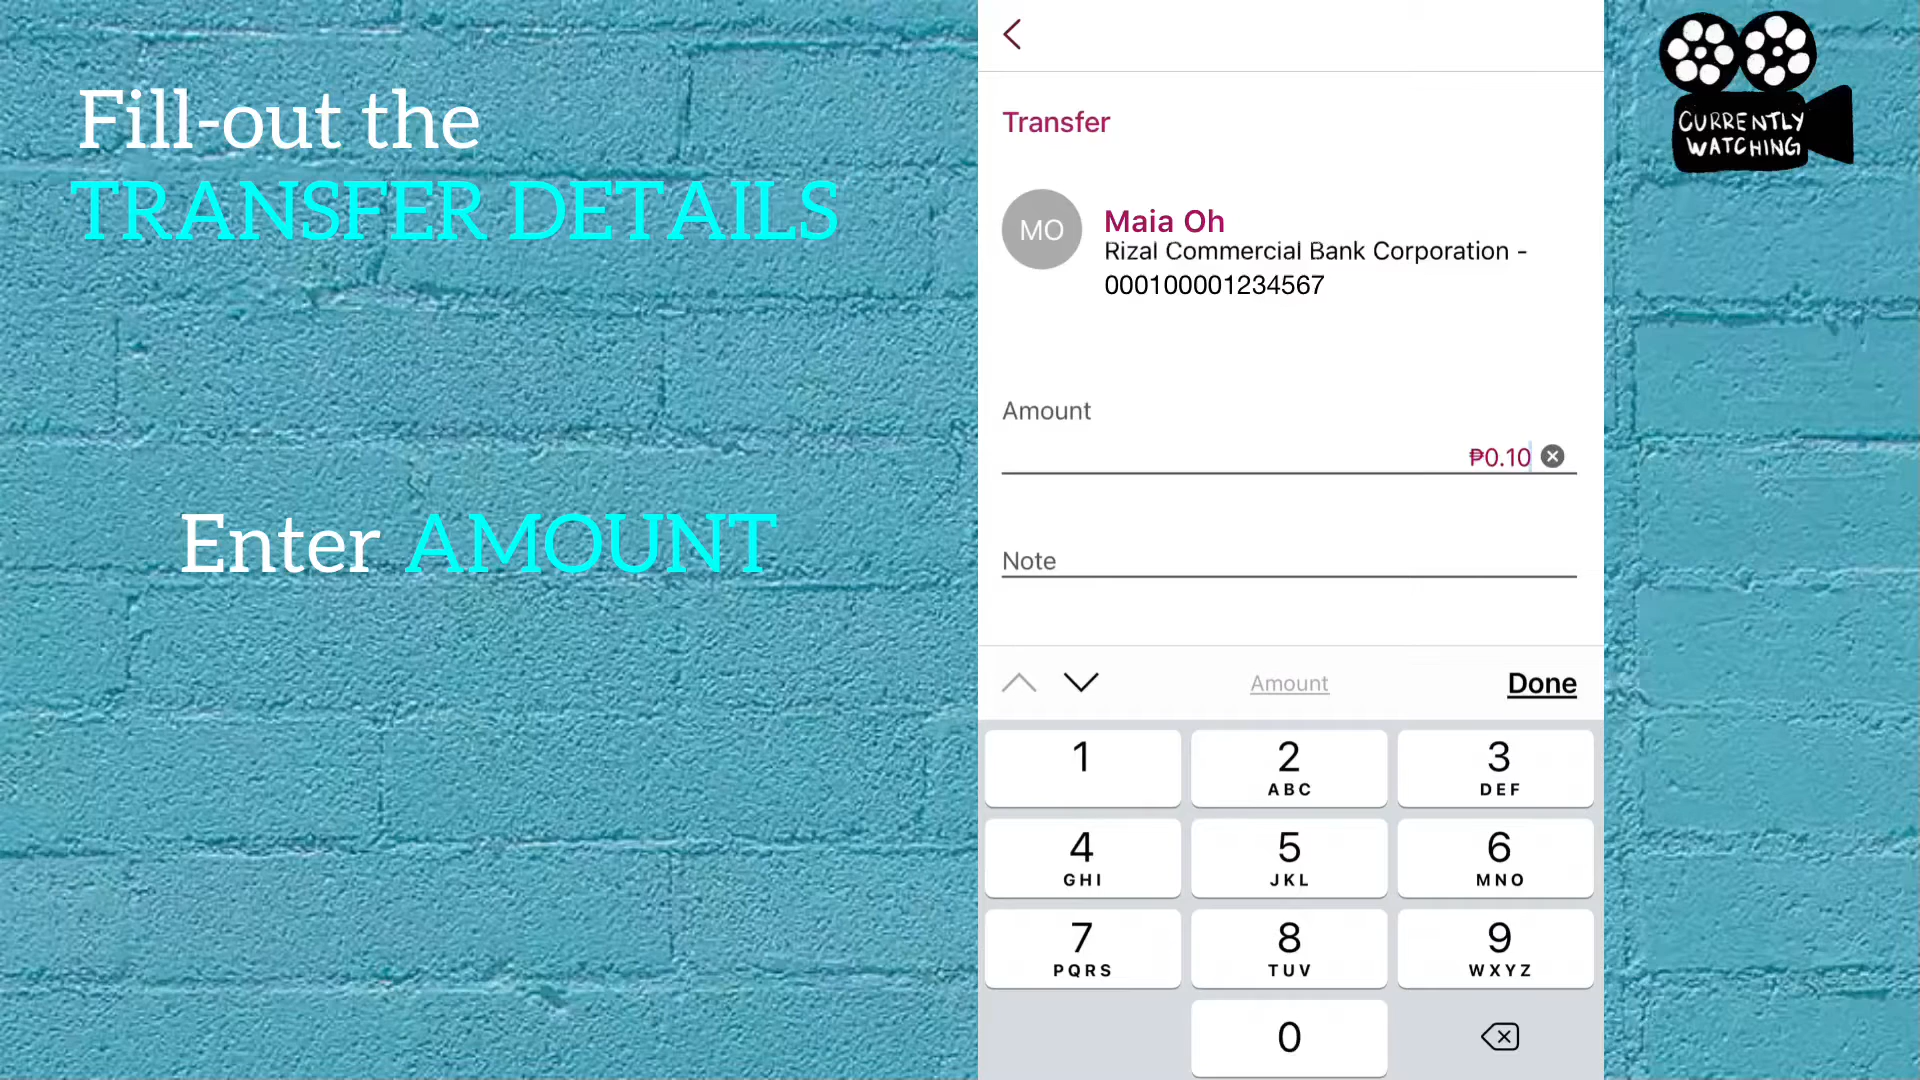 Fill-out the
TRANSFER DETAILS
Enter AMOUNT
Transfer
MO
Maia Oh
Rizal Commercial Bank Corporation -
000100001234567
Amount
₱0.10
Note
Amount
Done
1
2
ABC
3
DEF
4
GHI
5
JKL
6
MNO
7
PQRS
8
TUV
9
WXYZ
0
CURRENTLY
WATCHING